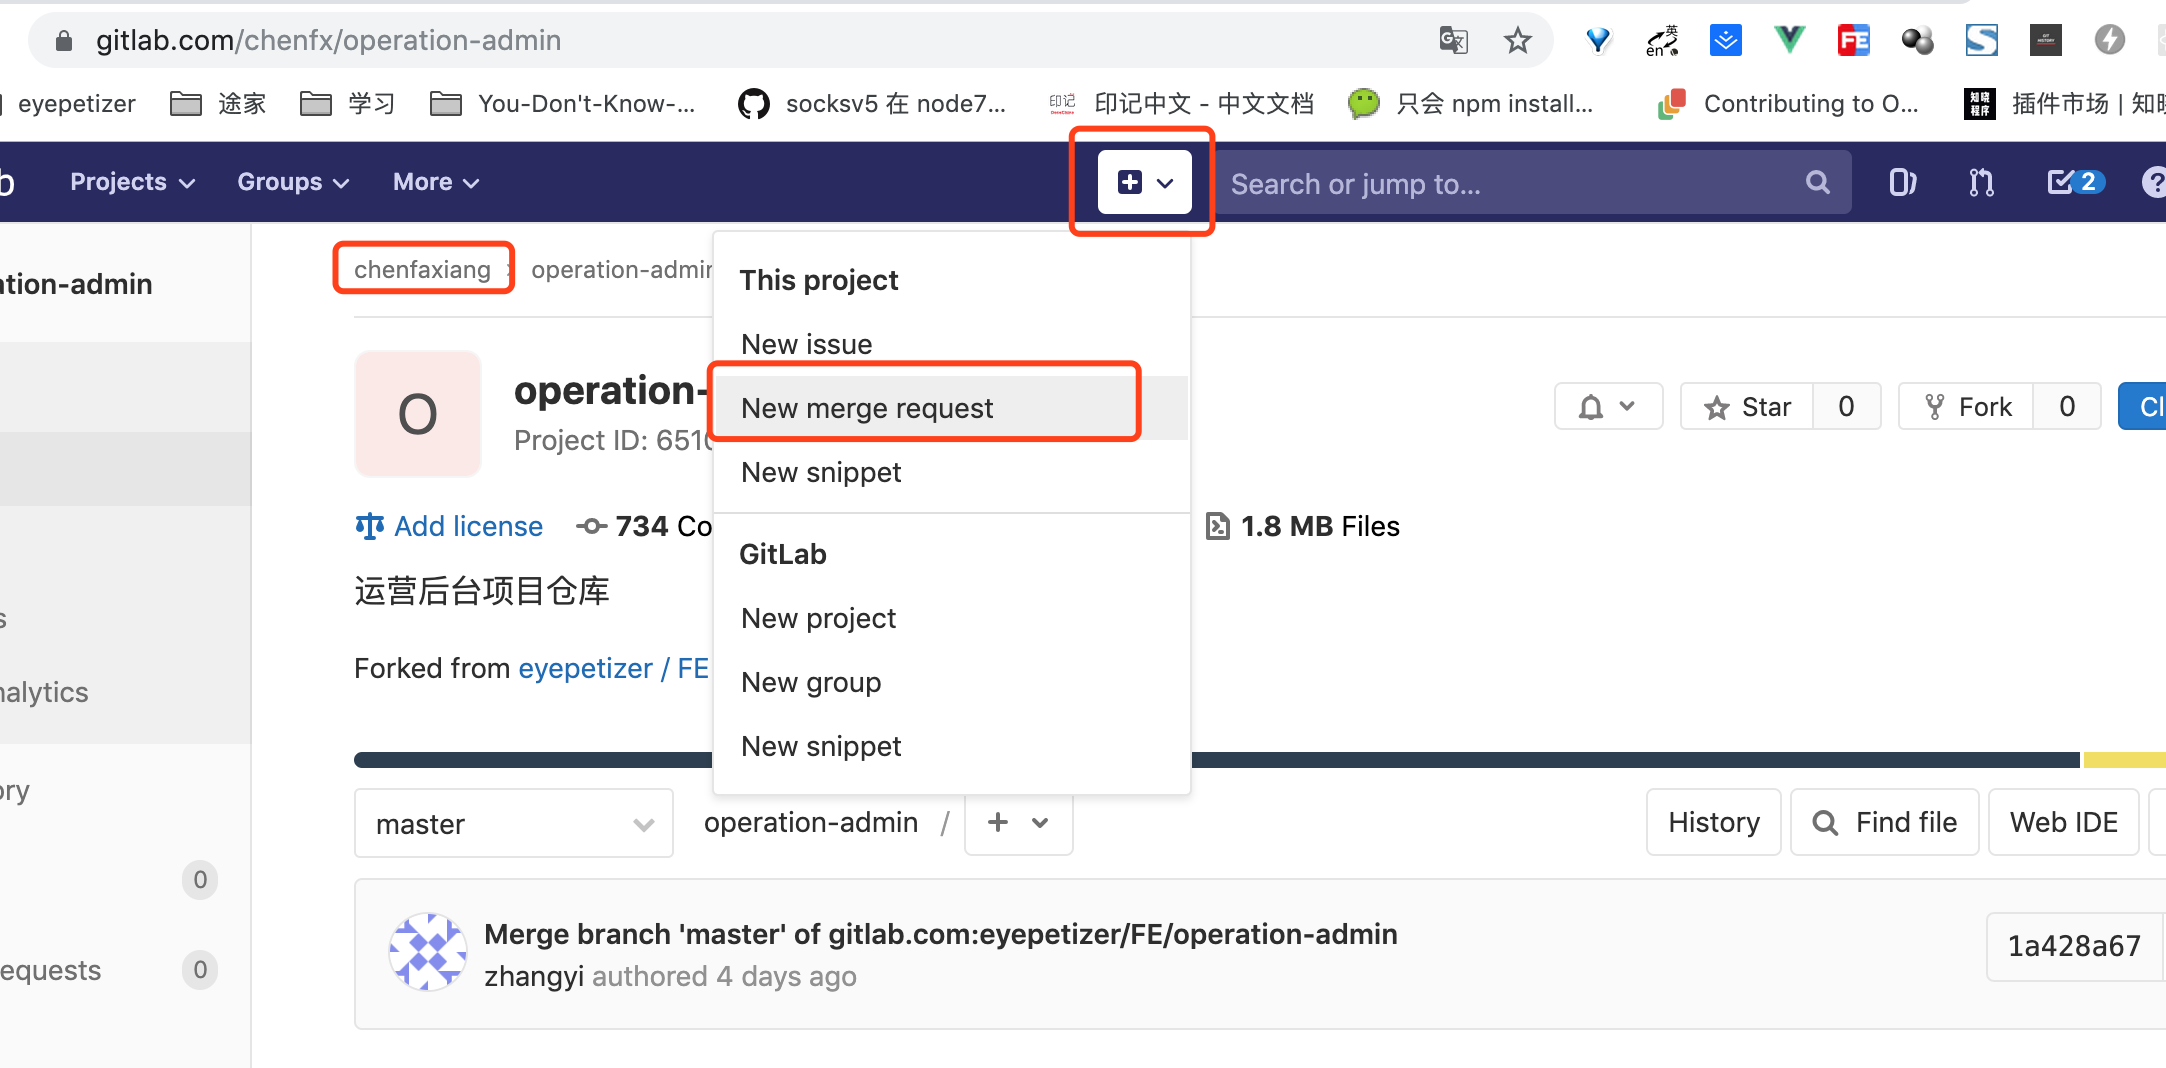 gitlab.com/chenfx/operation-admin
eyepetizer 途家 学习 You-Don't-Know-... socksv5 在 node7... 印记中文 - 中文文档 只会 npm install... Contributing to O... 插件市场 | 知晓
Projects Groups More Search or jump to... 2
ation-admin
chenfaxiang operation-admin
This project
New issue
New merge request
New snippet
GitLab
New project
New group
New snippet
O
operation-
Project ID: 6510
Star 0 Fork 0 Cl
Add license 734 Co 1.8 MB Files
运营后台项目仓库
Forked from eyepetizer / FE
nalytics
ory
0
equests 0
master operation-admin / + History Find file Web IDE
Merge branch 'master' of gitlab.com:eyepetizer/FE/operation-admin
zhangyi authored 4 days ago
1a428a67